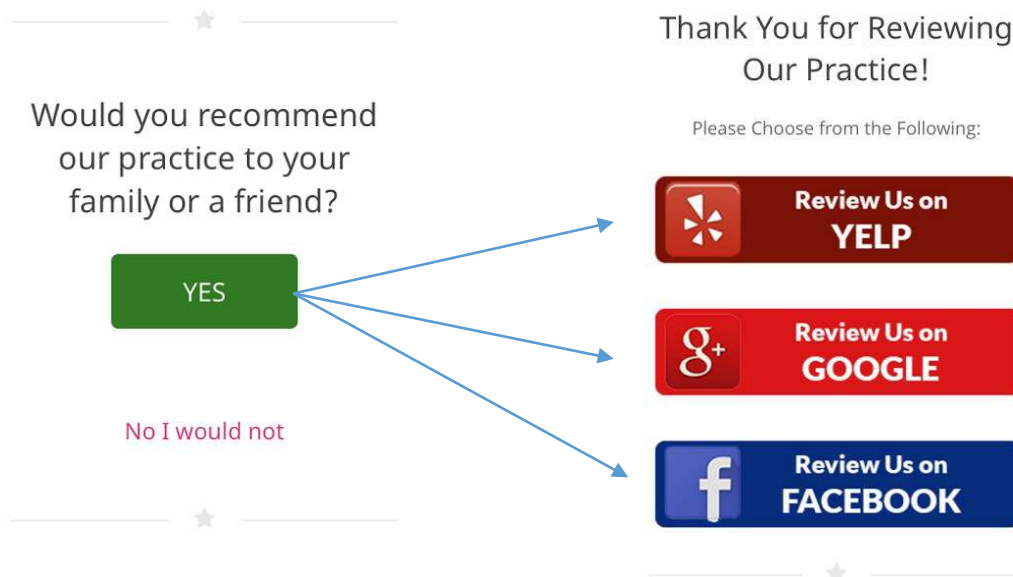 Would you recommend
our practice to your
family or a friend?
YES
No I would not
Thank You for Reviewing
Our Practice!
Please Choose from the Following:
Review Us on
YELP
g+
Review Us on
GOOGLE
f
Review Us on
FACEBOOK